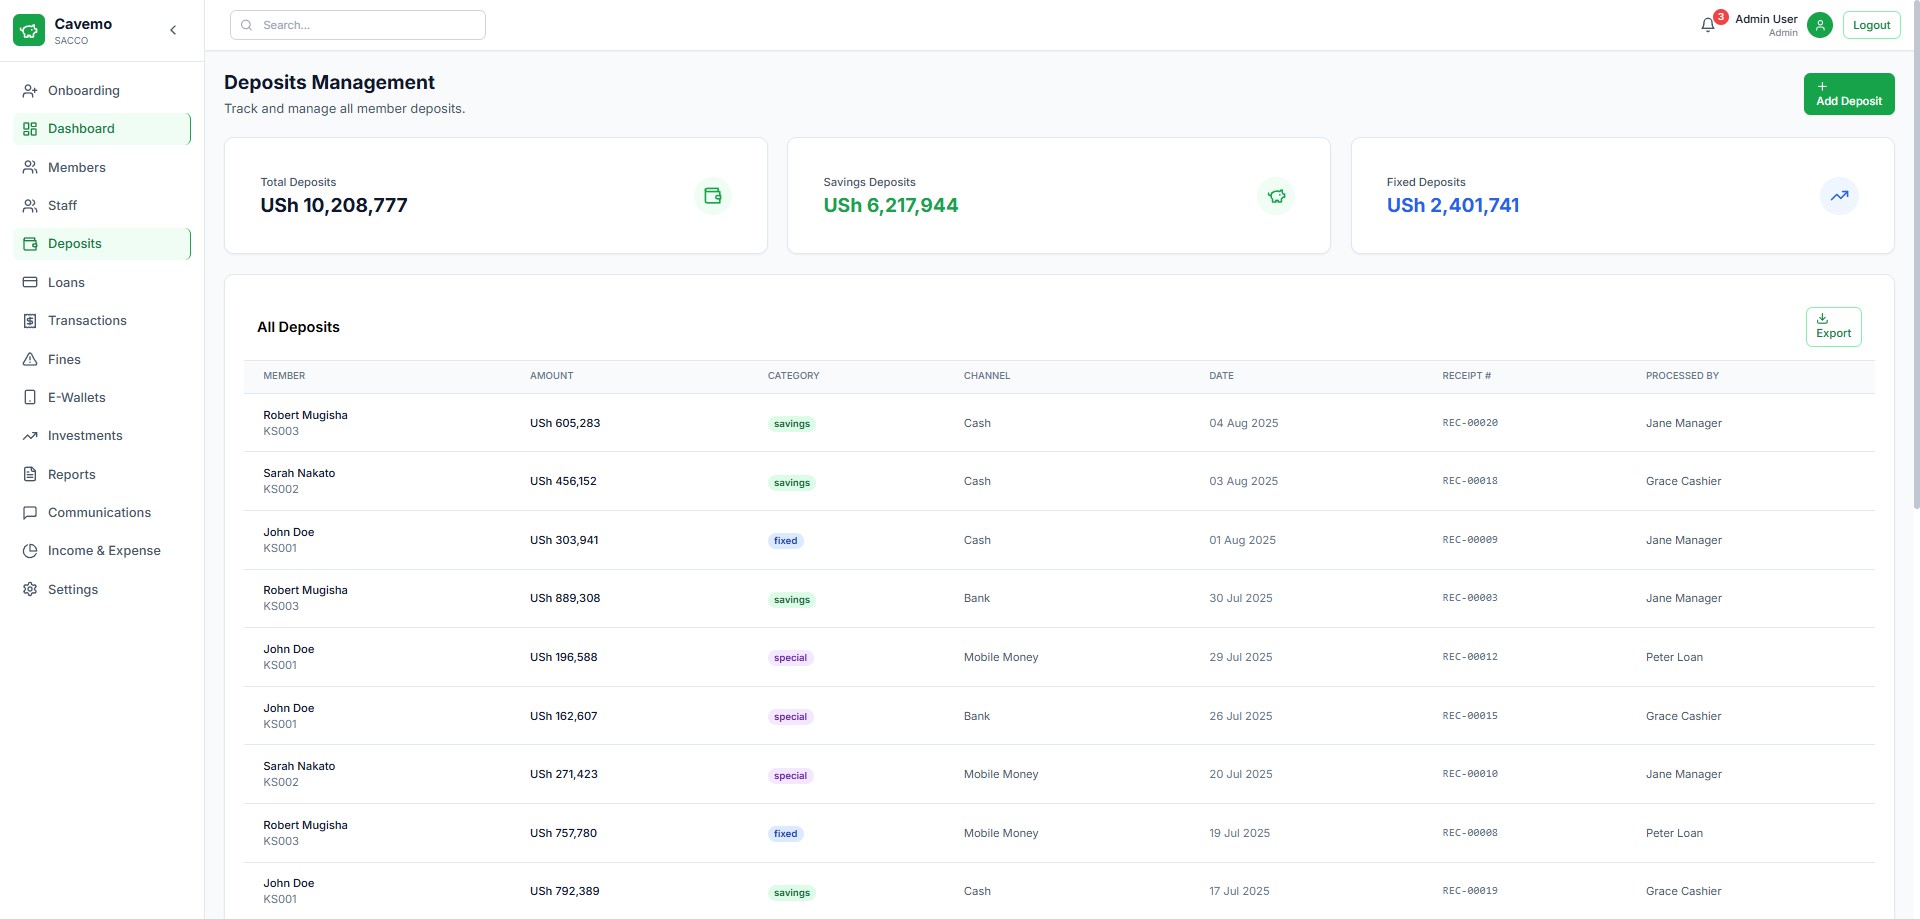 Cavemo
SACCO
Search...
3
Admin User
Admin
Logout
Onboarding
Dashboard
Members
Staff
Deposits
Loans
Transactions
Fines
E-Wallets
Investments
Reports
Communications
Income & Expense
Settings
Deposits Management
Track and manage all member deposits.
Add Deposit
Total Deposits
USh 10,208,777
Savings Deposits
USh 6,217,944
Fixed Deposits
USh 2,401,741
All Deposits
Export
MEMBER AMOUNT CATEGORY CHANNEL DATE RECEIPT # PROCESSED BY
Robert Mugisha
KS003
USh 605,283 savings Cash 04 Aug 2025 REC-00020 Jane Manager
Sarah Nakato
KS002
USh 456,152 savings Cash 03 Aug 2025 REC-00018 Grace Cashier
John Doe
KS001
USh 303,941 fixed Cash 01 Aug 2025 REC-00009 Jane Manager
Robert Mugisha
KS003
USh 889,308 savings Bank 30 Jul 2025 REC-00003 Jane Manager
John Doe
KS001
USh 196,588 special Mobile Money 29 Jul 2025 REC-00012 Peter Loan
John Doe
KS001
USh 162,607 special Bank 26 Jul 2025 REC-00015 Grace Cashier
Sarah Nakato
KS002
USh 271,423 special Mobile Money 20 Jul 2025 REC-00010 Jane Manager
Robert Mugisha
KS003
USh 757,780 fixed Mobile Money 19 Jul 2025 REC-00008 Peter Loan
John Doe
KS001
USh 792,389 savings Cash 17 Jul 2025 REC-00019 Grace Cashier